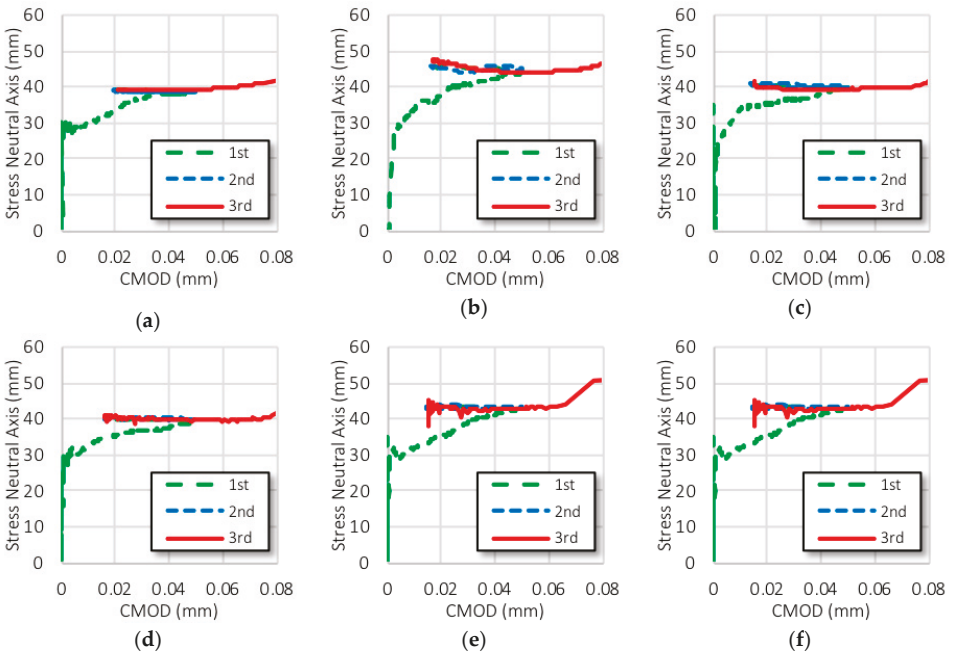 60 60 60
50 50 50
40 40 40
30 30 30
20 20 20
10 10 10
0 0 0
Stress Neutral Axis (mm) Stress Neutral Axis (mm) Stress Neutral Axis (mm)
1st 1st 1st
2nd 2nd 2nd
3rd 3rd 3rd
0 0.02 0.04 0.06 0.08 0 0.02 0.04 0.06 0.08 0 0.02 0.04 0.06 0.08
CMOD (mm) CMOD (mm) CMOD (mm)
(a) (b) (c)
60 60 60
50 50 50
40 40 40
30 30 30
20 20 20
10 10 10
0 0 0
Stress Neutral Axis (mm) Stress Neutral Axis (mm) Stress Neutral Axis (mm)
1st 1st 1st
2nd 2nd 2nd
3rd 3rd 3rd
0 0.02 0.04 0.06 0.08 0 0.02 0.04 0.06 0.08 0 0.02 0.04 0.06 0.08
CMOD (mm) CMOD (mm) CMOD (mm)
(d) (e) (f)